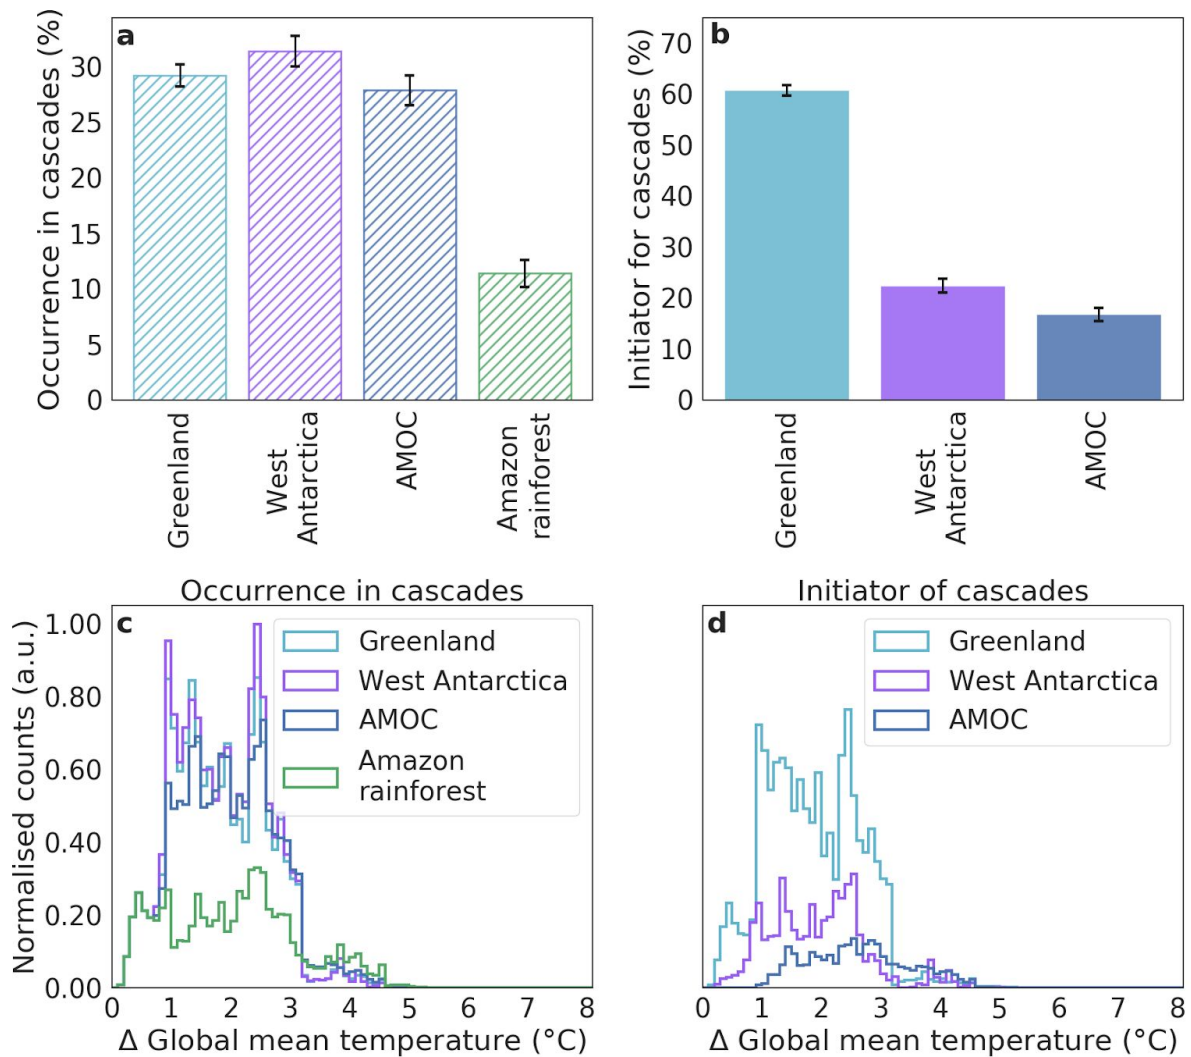 a
Occurrence in cascades (%)
30
25
20
15
10
5
0
Greenland
West
Antarctica
AMOC
Amazon
rainforest
b
Initiator for cascades (%)
70
60
50
40
30
20
10
0
Greenland
West
Antarctica
AMOC
Occurrence in cascades
c
Normalised counts (a.u.)
1.00
0.80
0.60
0.40
0.20
0.00
Greenland
West Antarctica
AMOC
Amazon
rainforest
0 1 2 3 4 5 6 7 8
Δ Global mean temperature (°C)
Initiator of cascades
d
Greenland
West Antarctica
AMOC
0 1 2 3 4 5 6 7 8
Δ Global mean temperature (°C)